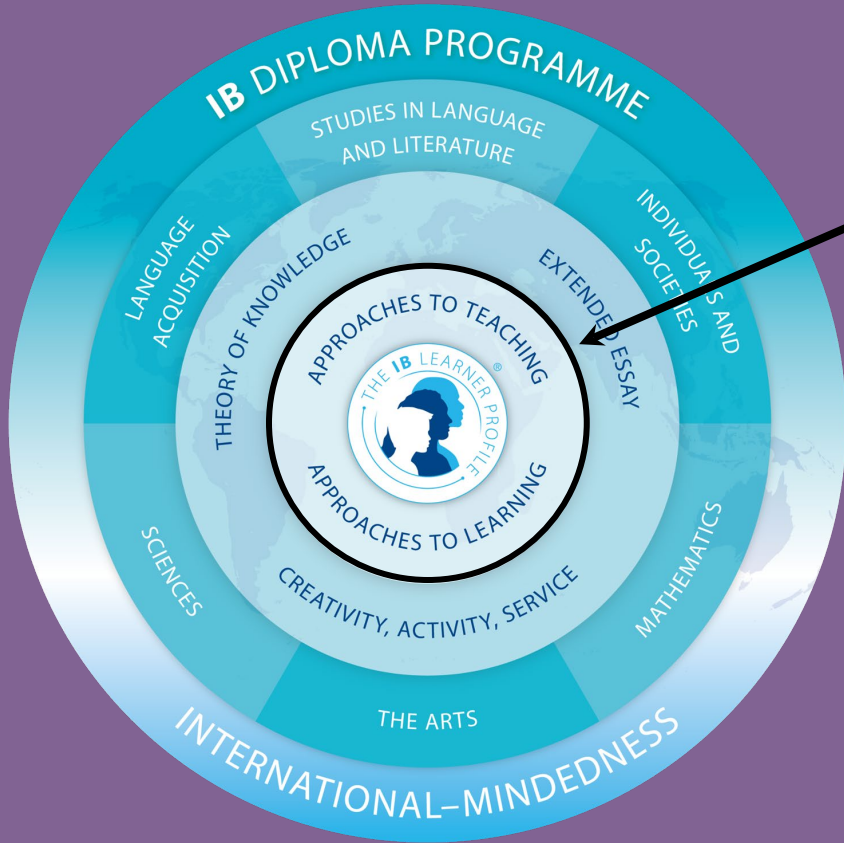 IB DIPLOMA PROGRAMME
STUDIES IN LANGUAGE
AND LITERATURE
LANGUAGE
ACQUISITION
INDIVIDUALS AND
SOCIETIES
THEORY OF KNOWLEDGE
EXTENDED ESSAY
APPROACHES TO TEACHING
THE IB LEARNER PROFILE®
APPROACHES TO LEARNING
CREATIVITY, ACTIVITY, SERVICE
SCIENCES
MATHEMATICS
THE ARTS
INTERNATIONAL–MINDEDNESS